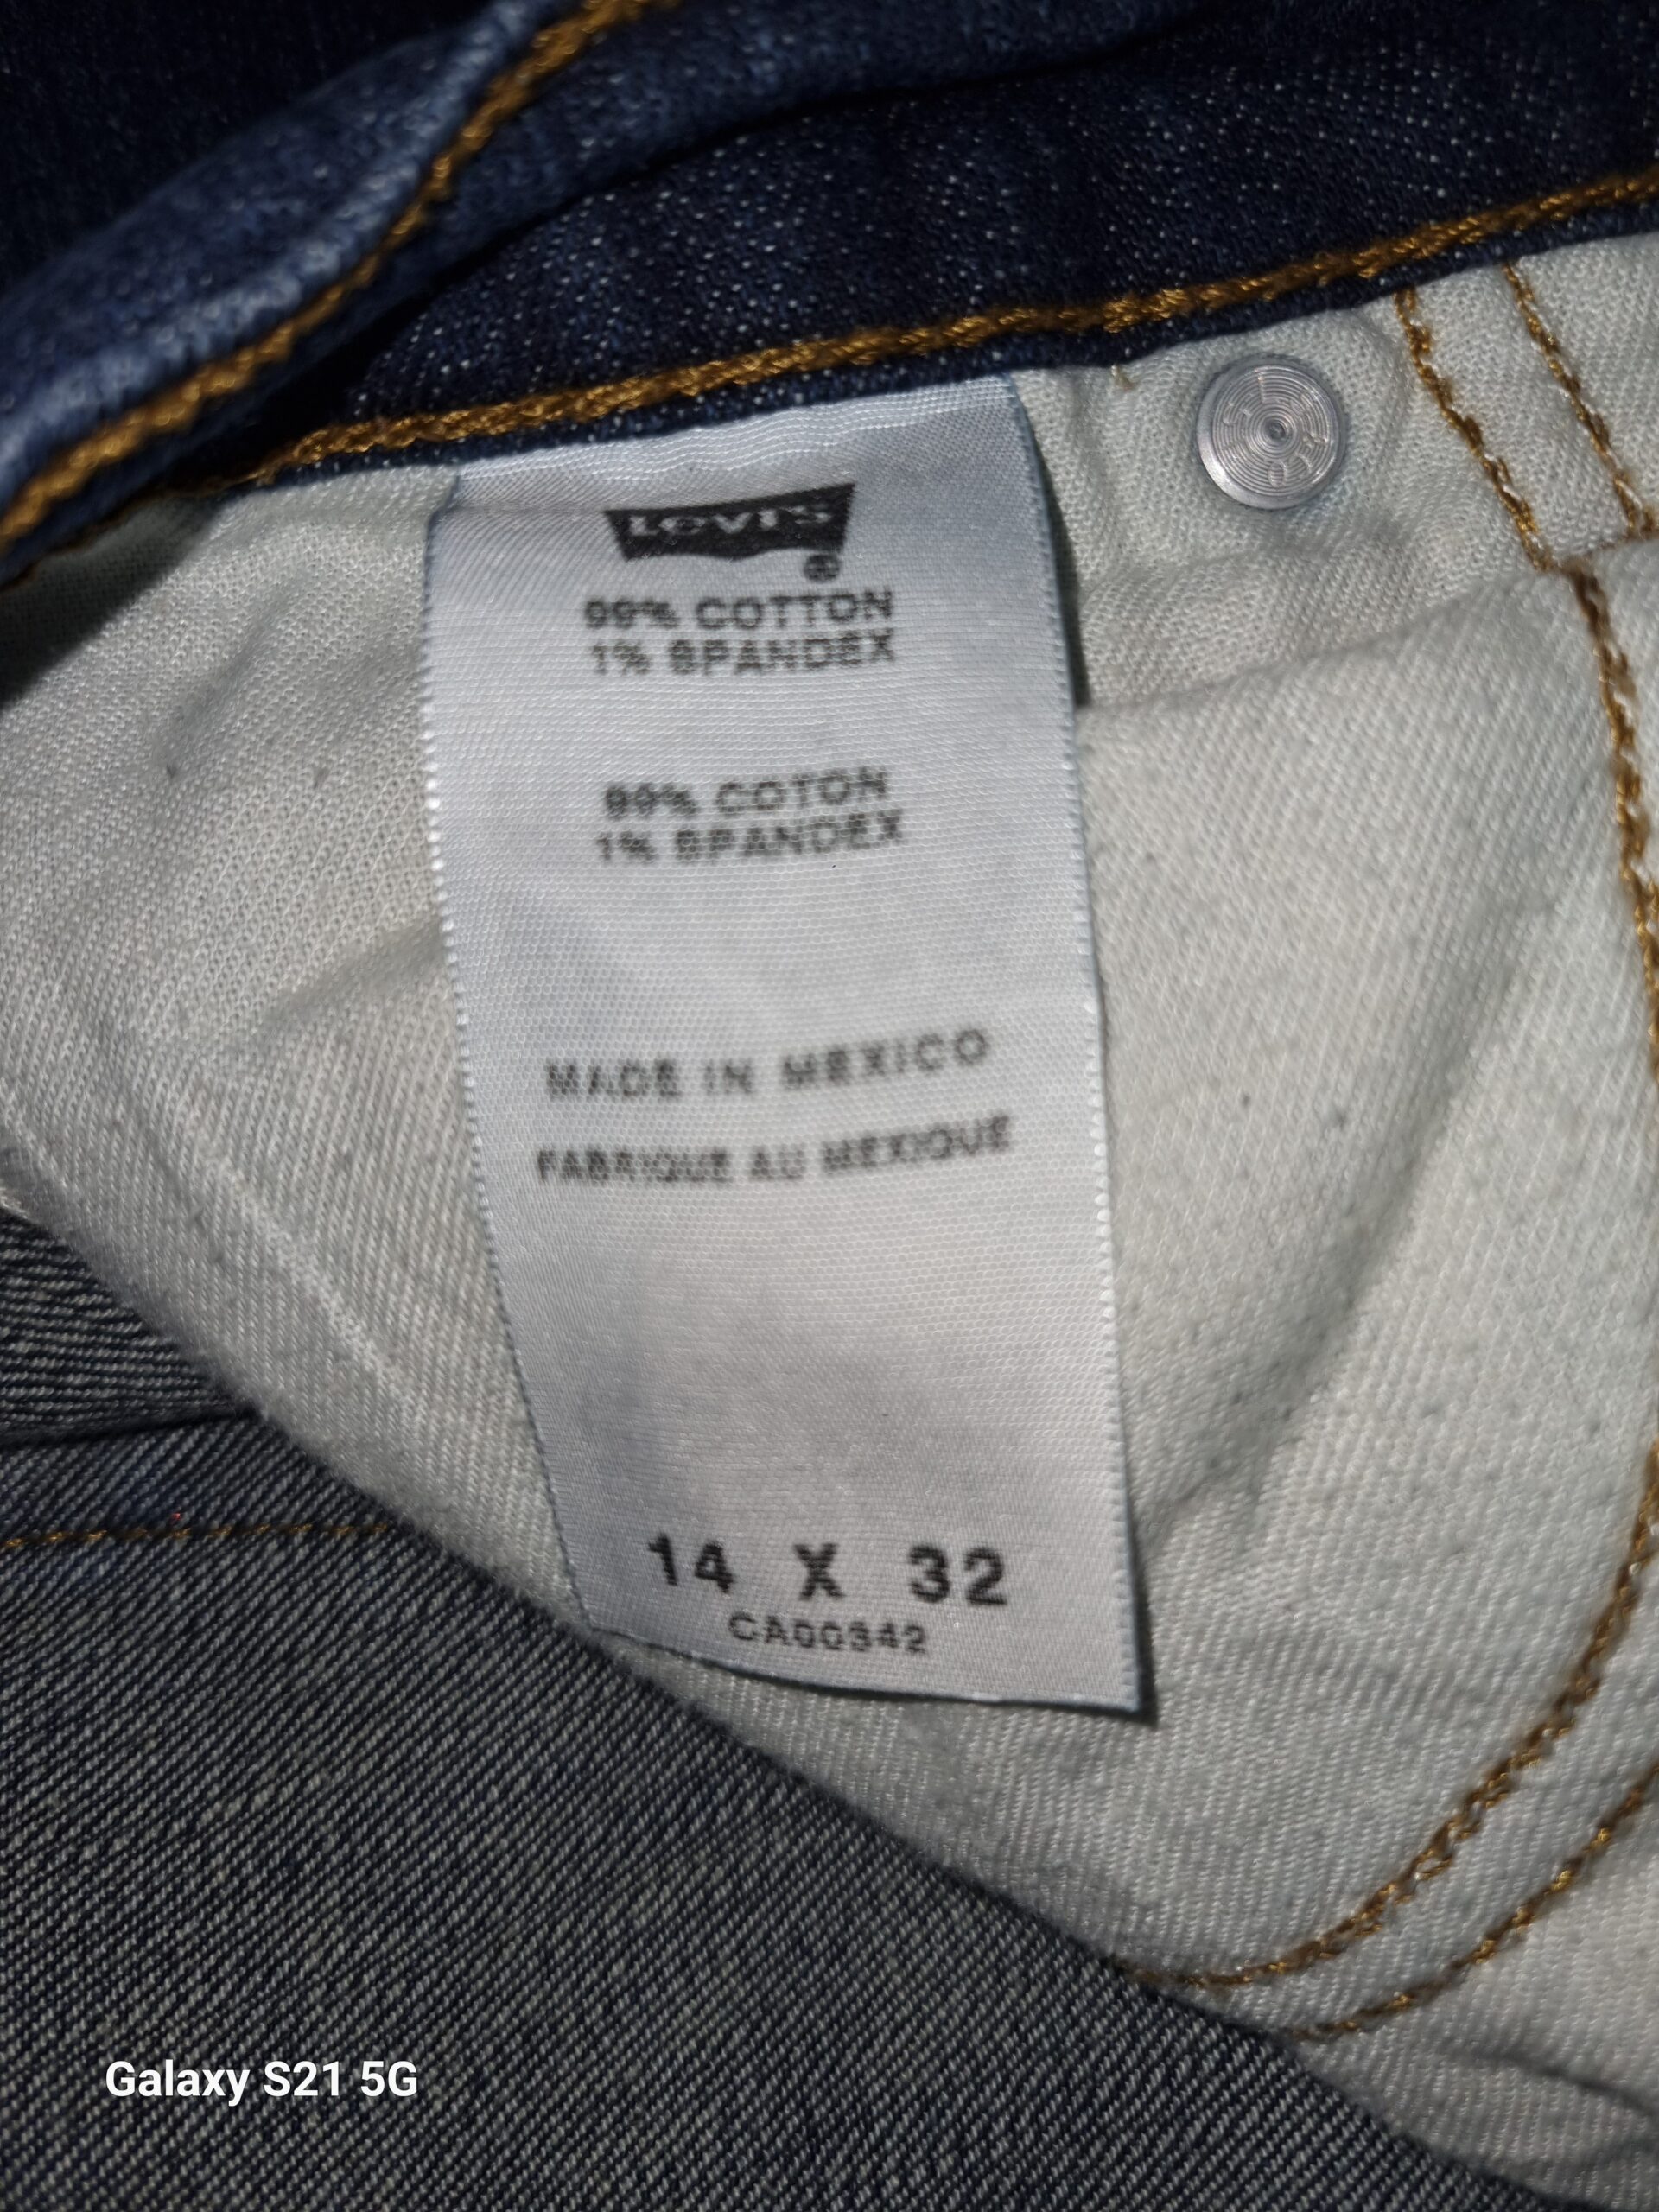 Levi's
®
99% COTTON
1% SPANDEX
99% COTON
1% SPANDEX
MADE IN MEXICO
FABRIQUE AU MEXIQUE
14 X 32
CA00342
Galaxy S21 5G